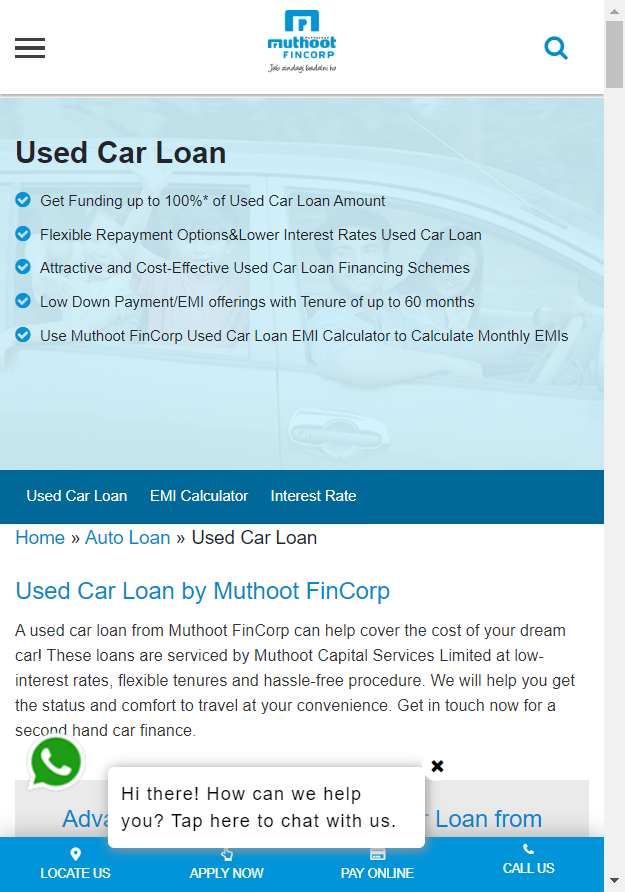 muthoot
FINCORP
Used Car Loan
Get Funding up to 100%* of Used Car Loan Amount
Flexible Repayment Options&Lower Interest Rates Used Car Loan
Attractive and Cost-Effective Used Car Loan Financing Schemes
Low Down Payment/EMI offerings with Tenure of up to 60 months
Use Muthoot FinCorp Used Car Loan EMI Calculator to Calculate Monthly EMIs
Used Car Loan EMI Calculator Interest Rate
Home » Auto Loan » Used Car Loan
Used Car Loan by Muthoot FinCorp
A used car loan from Muthoot FinCorp can help cover the cost of your dream
car! These loans are serviced by Muthoot Capital Services Limited at low-
interest rates, flexible tenures and hassle-free procedure. We will help you get
the status and comfort to travel at your convenience. Get in touch now for a
second hand car finance.
Hi there! How can we help
you? Tap here to chat with us.
Loan from
LOCATE US APPLY NOW PAY ONLINE CALL US